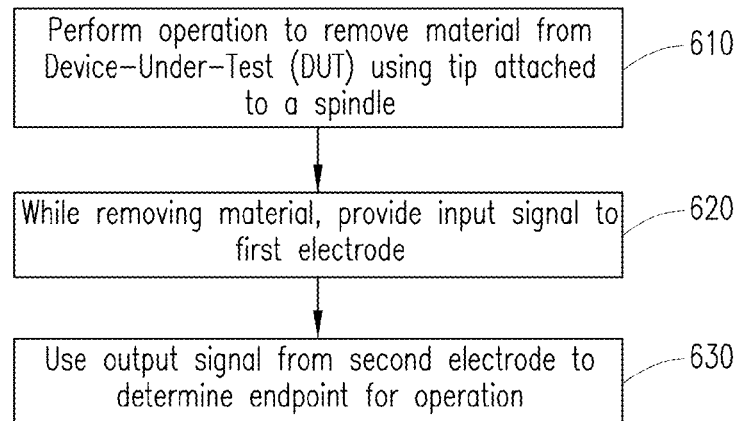 Perform operation to remove material from
Device-Under-Test (DUT) using tip attached
to a spindle
610
While removing material, provide input signal to
first electrode
620
Use output signal from second electrode to
determine endpoint for operation
630